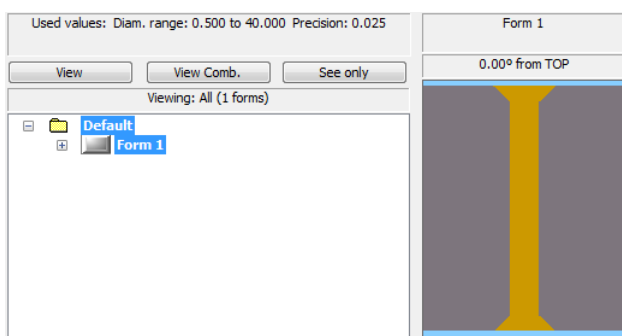 Used values: Diam. range: 0.500 to 40.000 Precision: 0.025
Form 1
View
View Comb.
See only
0.00º from TOP
Viewing: All (1 forms)
Default
Form 1